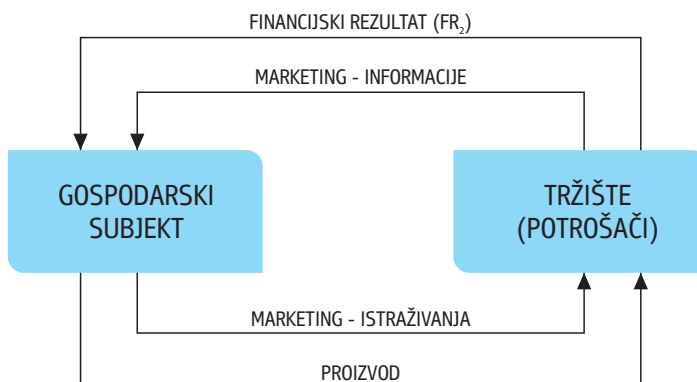 FINANCIJSKI REZULTAT (FR₂)
MARKETING - INFORMACIJE
GOSPODARSKI
SUBJEKT
TRŽIŠTE
(POTROŠAČI)
MARKETING - ISTRAŽIVANJA
PROIZVOD